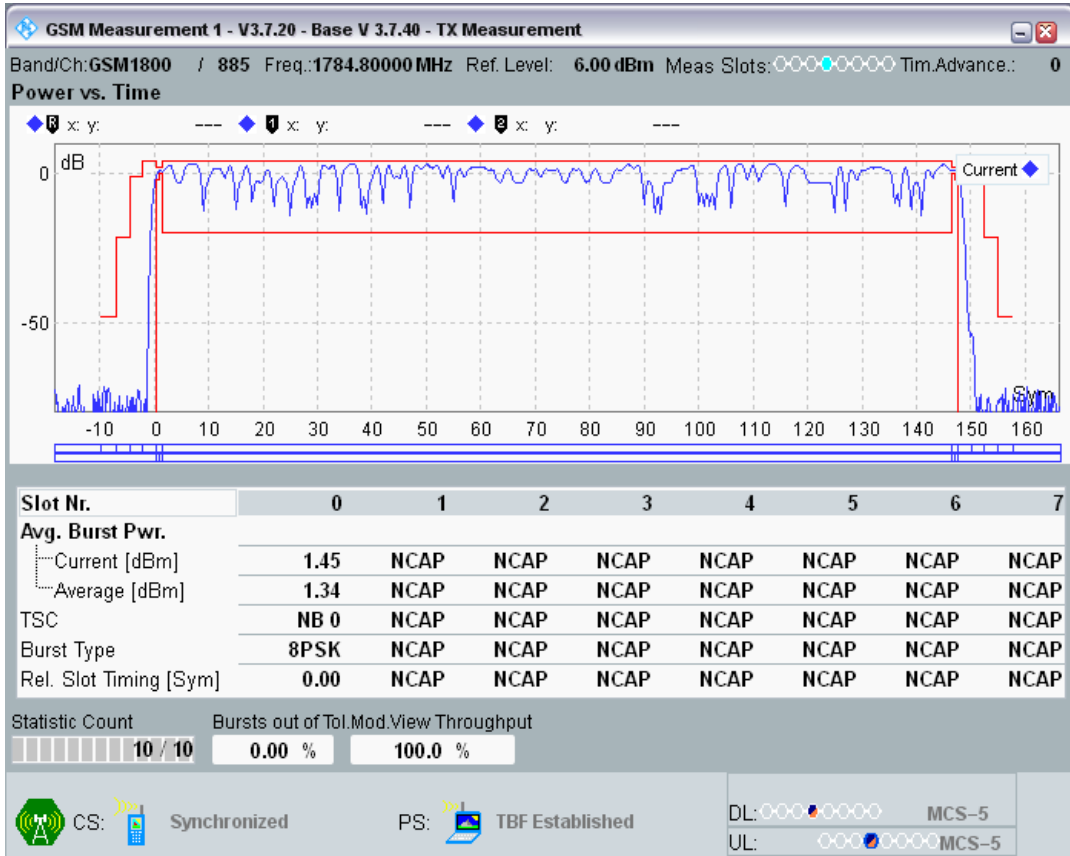 GSM Measurement 1 - V3.7.20 - Base V 3.7.40 - TX Measurement
Band/Ch:GSM1800 / 885 Freq.:1784.80000 MHz Ref. Level: 6.00 dBm Meas Slots: Tim.Advance.: 0
Power vs. Time
R x: y: --- 1 x: y: --- 2 x: y: ---
dB
Current
0
-50
Sym
-10 0 10 20 30 40 50 60 70 80 90 100 110 120 130 140 150 160
Slot Nr. 0 1 2 3 4 5 6 7
Avg. Burst Pwr.
Current [dBm] 1.45 NCAP NCAP NCAP NCAP NCAP NCAP NCAP
Average [dBm] 1.34 NCAP NCAP NCAP NCAP NCAP NCAP NCAP
TSC NB 0 NCAP NCAP NCAP NCAP NCAP NCAP NCAP
Burst Type 8PSK NCAP NCAP NCAP NCAP NCAP NCAP NCAP
Rel. Slot Timing [Sym] 0.00 NCAP NCAP NCAP NCAP NCAP NCAP NCAP
Statistic Count Bursts out of Tol.Mod.View Throughput
10 / 10 0.00 % 100.0 %
CS: Synchronized PS: TBF Established
DL: MCS-5
UL: MCS-5